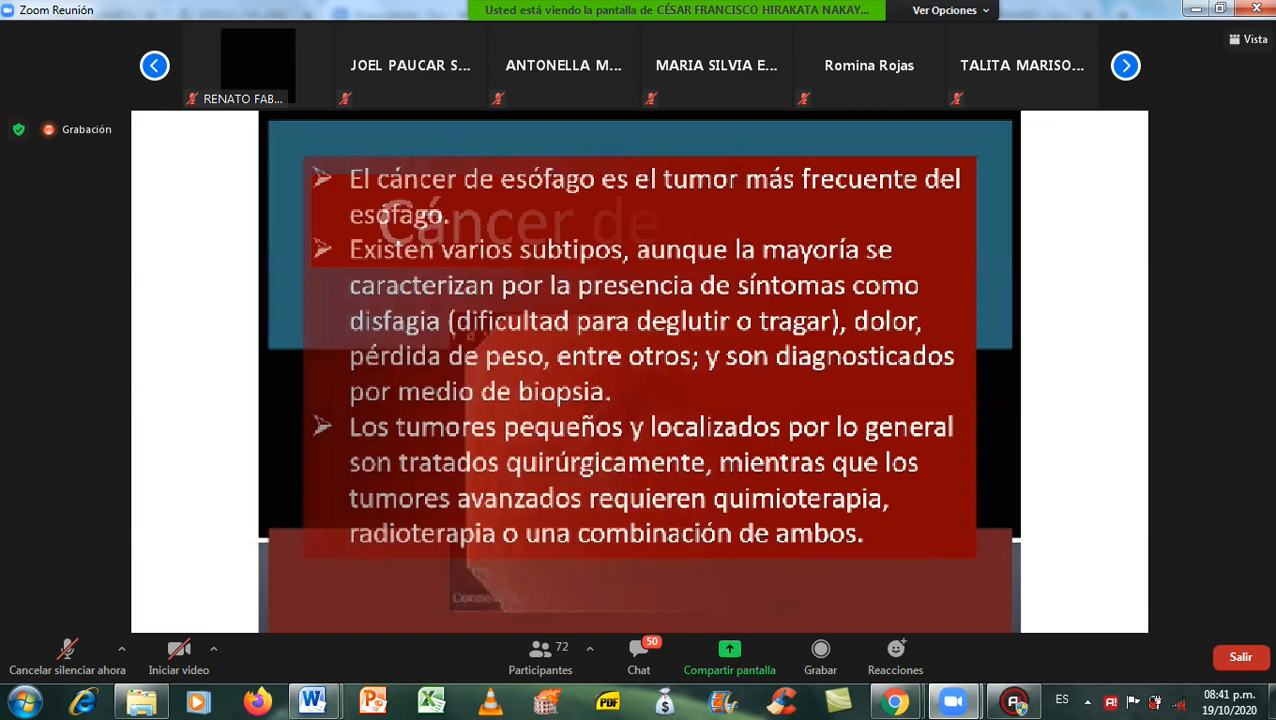 Zoom Reunión
Usted está viendo la pantalla de CÉSAR FRANCISCO HIRAKATA NAKAY...
Ver Opciones
Vista
JOEL PAUCAR S...
ANTONELLA M...
MARIA SILVIA E...
Romina Rojas
TALITA MARISO...
RENATO FAB...
Grabación
El cáncer de esófago es el tumor más frecuente del
esófago.
Cáncer de
Existen varios subtipos, aunque la mayoría se
caracterizan por la presencia de síntomas como
disfagia (dificultad para deglutir o tragar), dolor,
pérdida de peso, entre otros; y son diagnosticados
por medio de biopsia.
Los tumores pequeños y localizados por lo general
son tratados quirúrgicamente, mientras que los
tumores avanzados requieren quimioterapia,
radioterapia o una combinación de ambos.
Cancelar silenciar ahora
Iniciar video
72
Participantes
50
Chat
Compartir pantalla
Grabar
Reacciones
Salir
PDF
ES
08:41 p.m.
19/10/2020